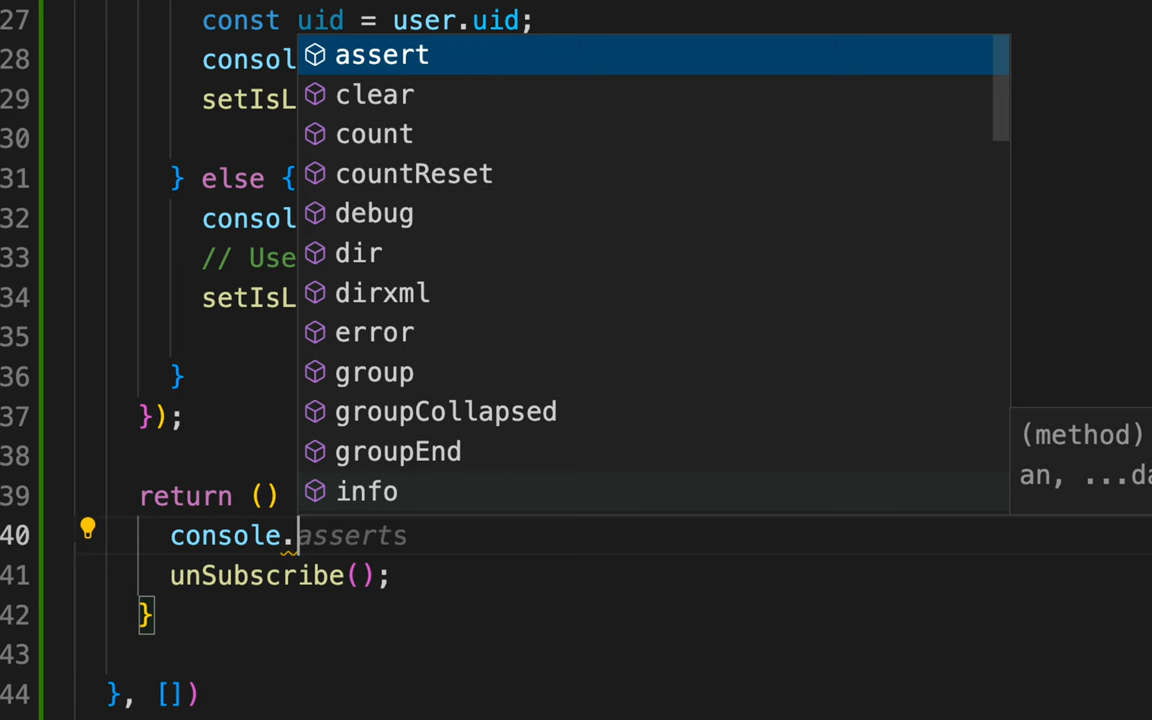 27 const uid = user.uid;
28 consol
29 setIsL
30
31 } else {
32 consol
33 // Use
34 setIsL
35
36 }
37 });
38
39 return ()
40 console.asserts
41 unSubscribe();
42 }
43
44 }, [])
assert
clear
count
countReset
debug
dir
dirxml
error
group
groupCollapsed
groupEnd
info
(method)
an, ...da